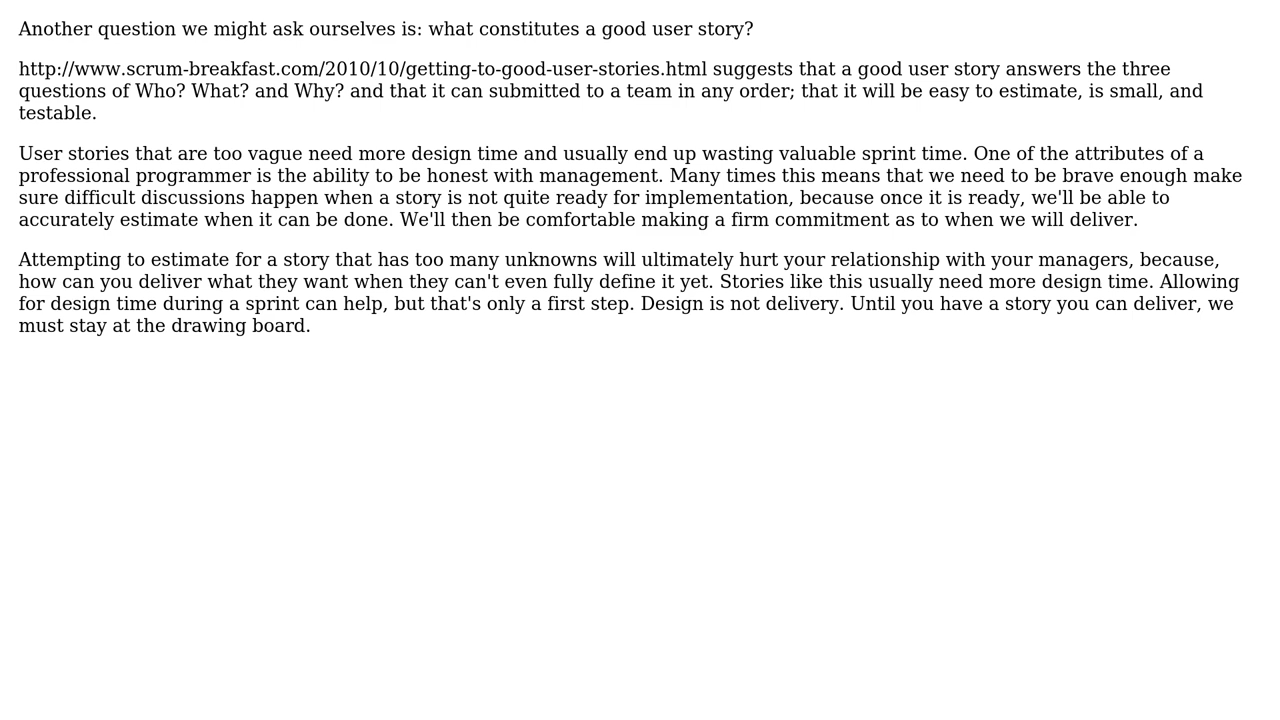 Another question we might ask ourselves is: what constitutes a good user story?
http://www.scrum-breakfast.com/2010/10/getting-to-good-user-stories.html suggests that a good user story answers the three
questions of Who? What? and Why? and that it can submitted to a team in any order; that it will be easy to estimate, is small, and
testable.
User stories that are too vague need more design time and usually end up wasting valuable sprint time. One of the attributes of a
professional programmer is the ability to be honest with management. Many times this means that we need to be brave enough make
sure difficult discussions happen when a story is not quite ready for implementation, because once it is ready, we'll be able to
accurately estimate when it can be done. We'll then be comfortable making a firm commitment as to when we will deliver.
Attempting to estimate for a story that has too many unknowns will ultimately hurt your relationship with your managers, because,
how can you deliver what they want when they can't even fully define it yet. Stories like this usually need more design time. Allowing
for design time during a sprint can help, but that's only a first step. Design is not delivery. Until you have a story you can deliver, we
must stay at the drawing board.